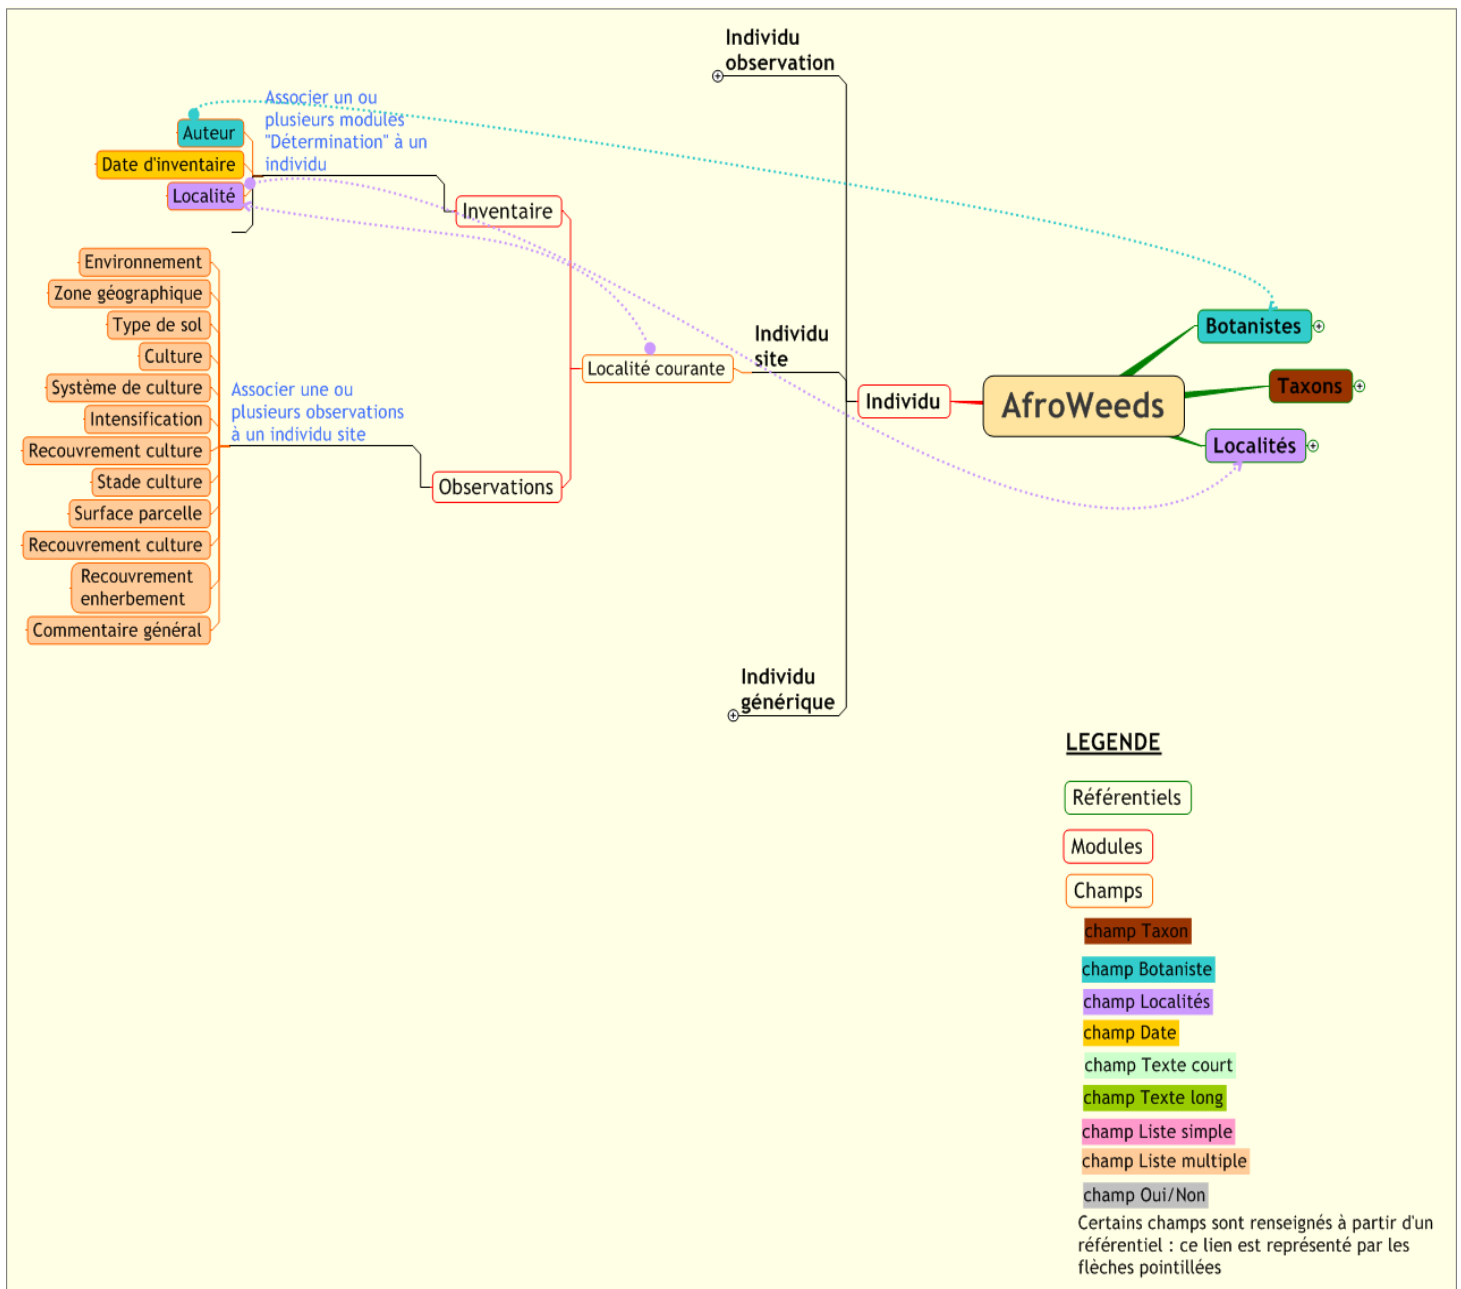 Individu
observation
Associer un ou
plusieurs modules
"Détermination" à un
individu
Auteur
Date d'inventaire
Localité
Inventaire
Environnement
Zone géographique
Type de sol
Culture
Système de culture
Intensification
Recouvrement culture
Stade culture
Surface parcelle
Recouvrement culture
Recouvrement
enherbement
Commentaire général
Associer une ou
plusieurs observations
à un individu site
Observations
Localité courante
Individu
site
Individu
AfroWeeds
Botanistes
Taxons
Localités
Individu
générique
LEGENDE
Référentiels
Modules
Champs
champ Taxon
champ Botaniste
champ Localités
champ Date
champ Texte court
champ Texte long
champ Liste simple
champ Liste multiple
champ Oui/Non
Certains champs sont renseignés à partir d'un
référentiel : ce lien est représenté par les
flèches pointillées